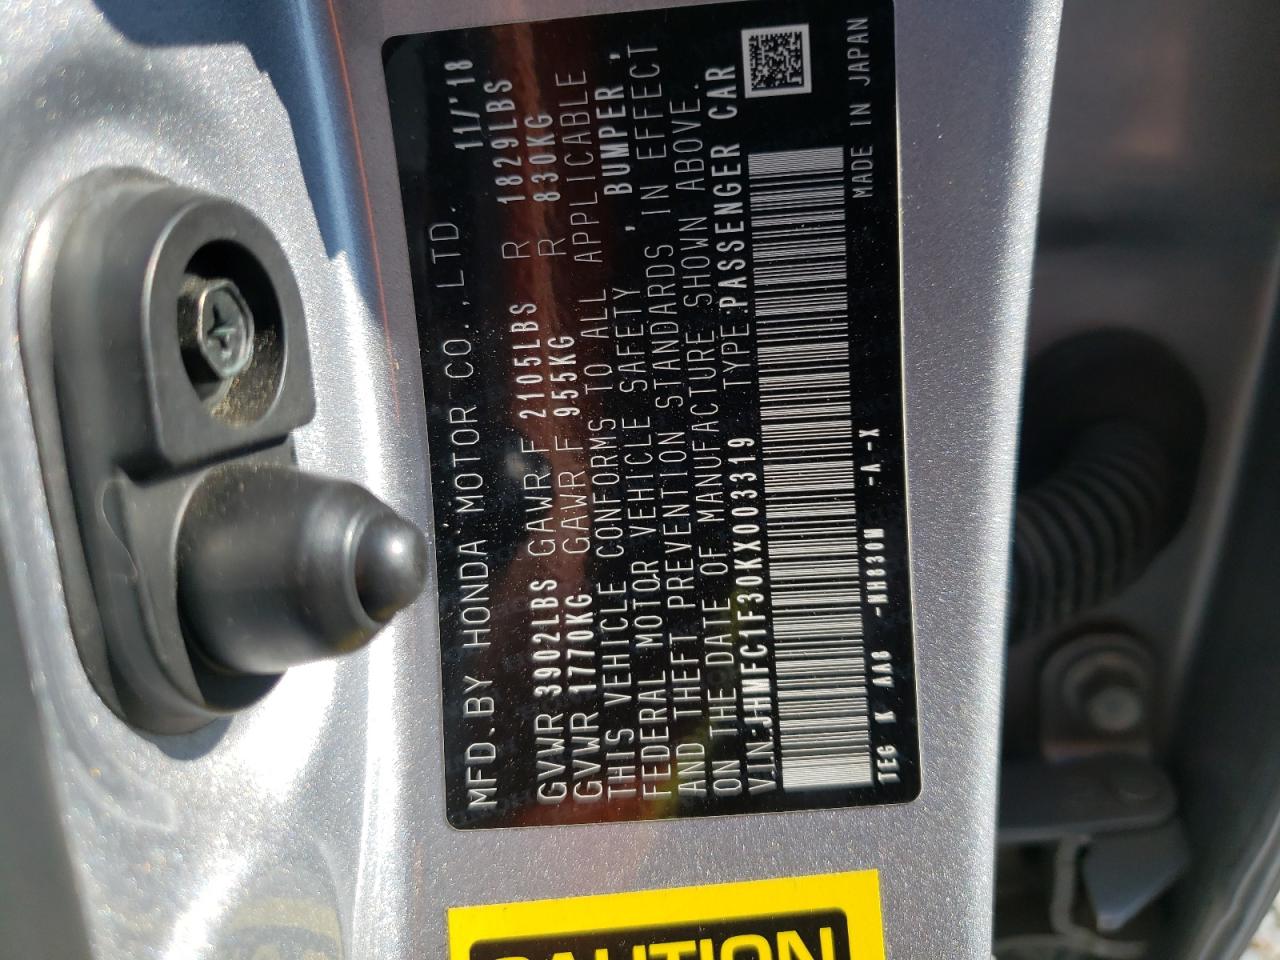 MFD. BY HONDA MOTOR CO.,LTD. 11/'18
GVWR 3902LBS GAWR F 2105LBS R 1829LBS
GVWR 1770KG GAWR F 955KG R 830KG
THIS VEHICLE CONFORMS TO ALL APPLICABLE
FEDERAL MOTOR VEHICLE SAFETY , BUMPER,
AND THEFT PREVENTION STANDARDS IN EFFECT
ON THE DATE OF MANUFACTURE SHOWN ABOVE.
VIN:JHMFC1F30KX003319 TYPE:PASSENGER CAR
TEG K AA6 -NH830M -A-X MADE IN JAPAN
CAUTION